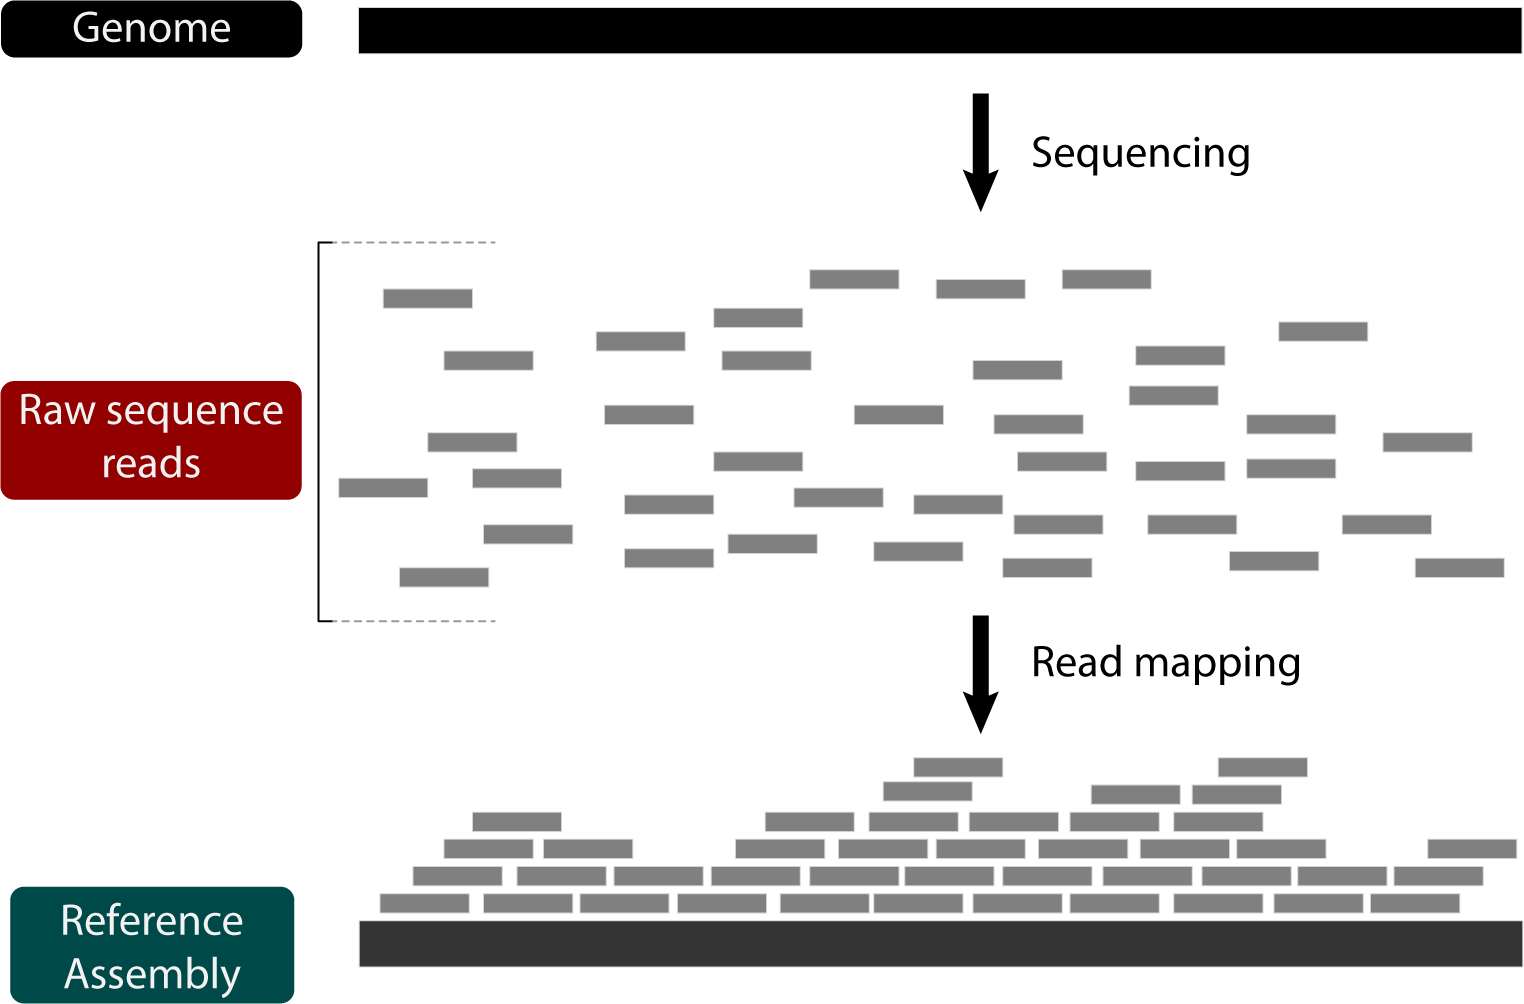 Genome
Sequencing
Raw sequence
reads
Read mapping
Reference
Assembly